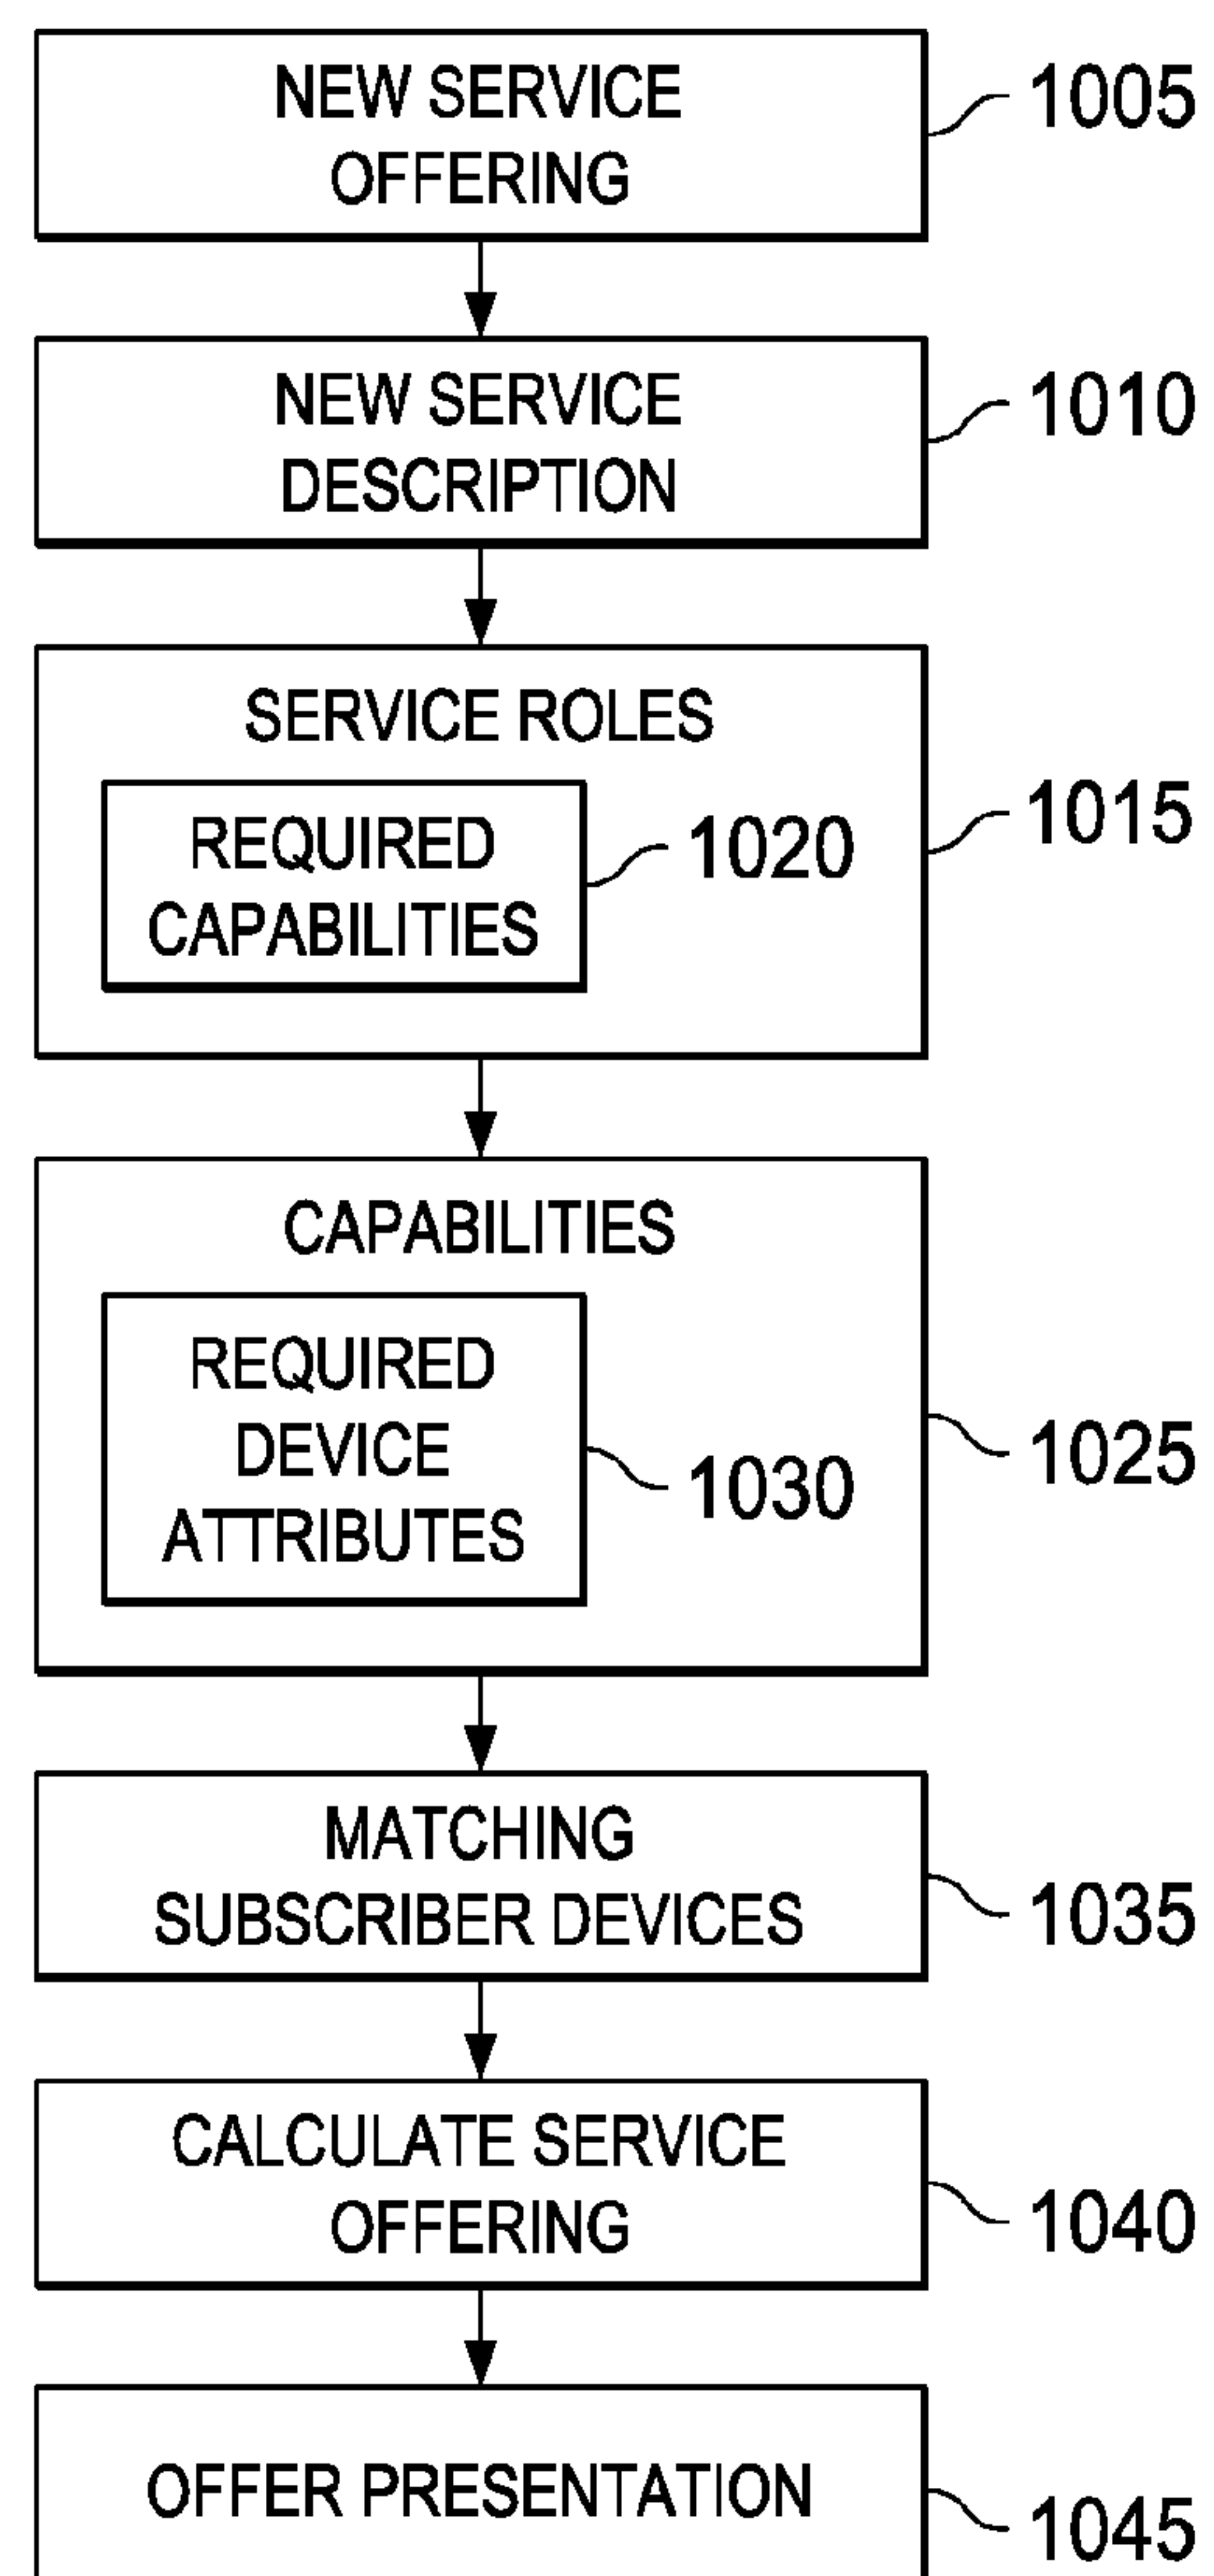 NEW SERVICE
OFFERING
1005
NEW SERVICE
DESCRIPTION
1010
SERVICE ROLES
1015
REQUIRED
CAPABILITIES
1020
CAPABILITIES
REQUIRED
DEVICE
ATTRIBUTES
1030
1025
MATCHING
SUBSCRIBER DEVICES
1035
CALCULATE SERVICE
OFFERING
1040
OFFER PRESENTATION
1045